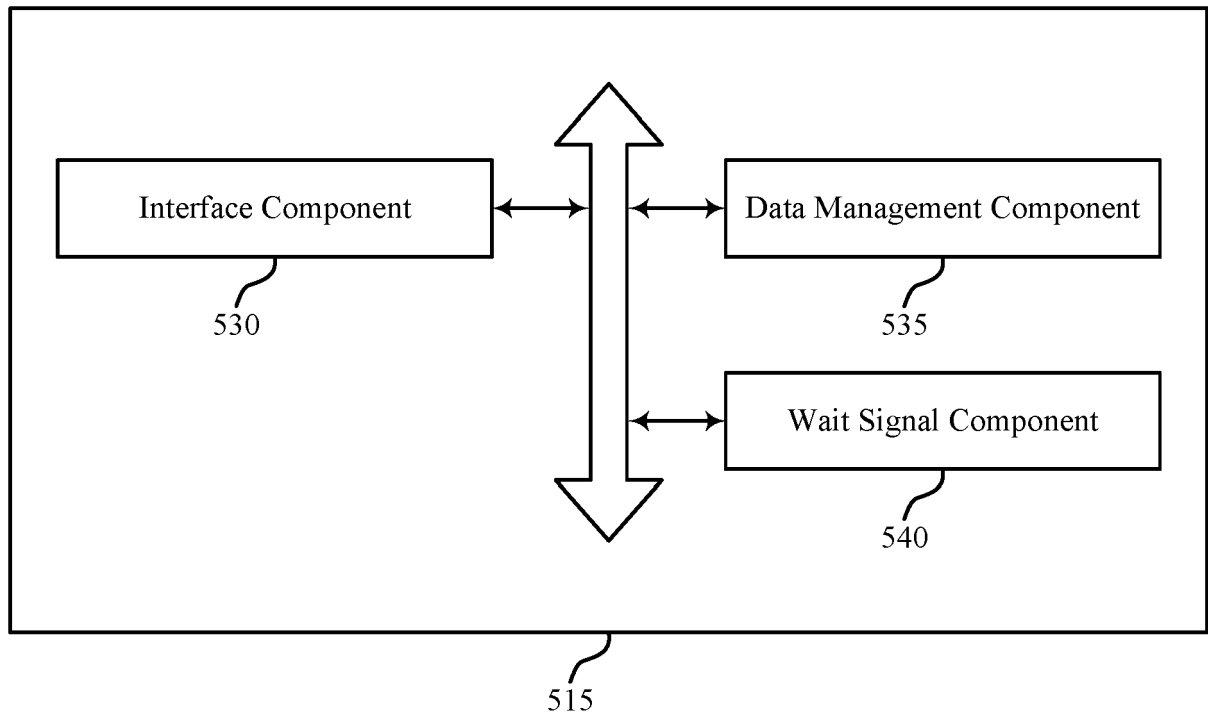 Interface Component
530
Data Management Component
535
Wait Signal Component
540
515